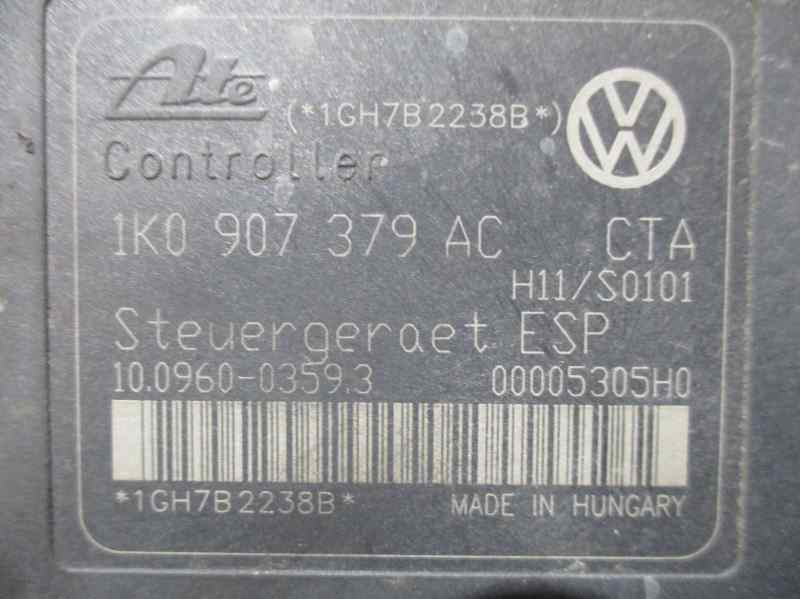 Ate (*1GH7B2238B*) VW
Controller
1K0 907 379 AC CTA
H11/S0101
Steuergeraet ESP
10.0960-0359.3 00005305H0
*1GH7B2238B* MADE IN HUNGARY